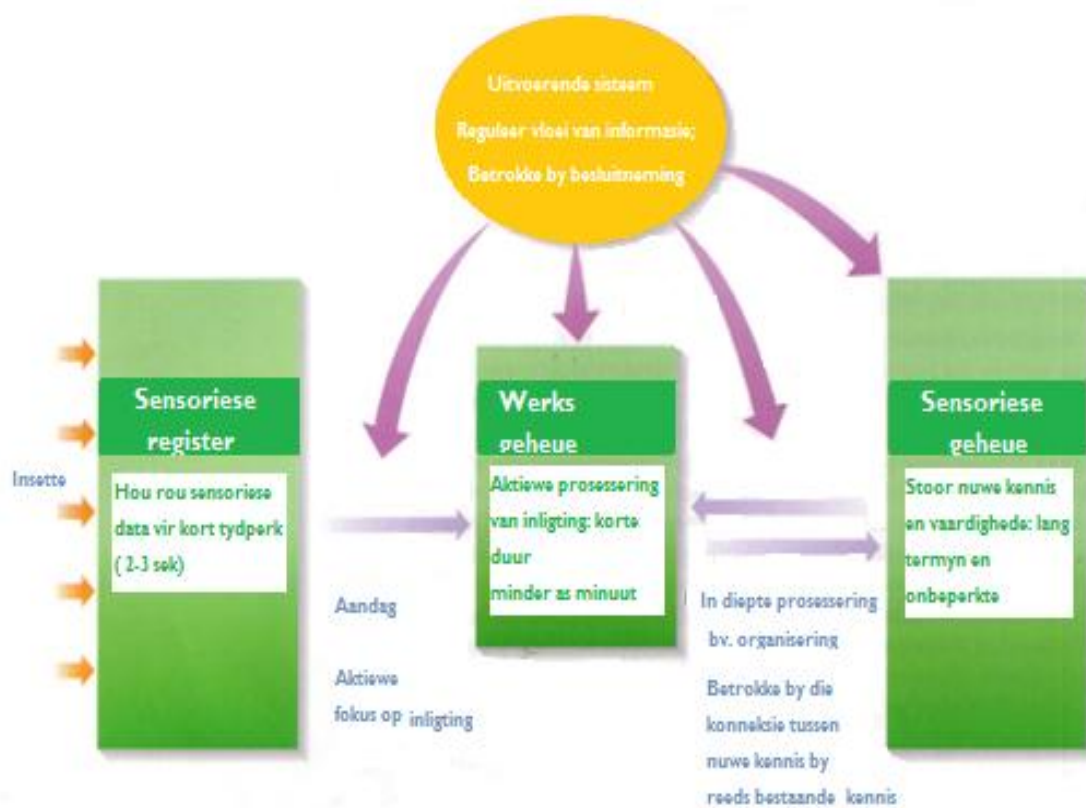 Uitvoerende sisteem
Reguleer vloei van informasie;
Betrokke by besluitneming
Insette
Sensoriese
register
Hou rou sensoriese
data vir kort tydperk
( 2-3 sek)
Aandag
Aktiewe
fokus op inligting
Werks
geheue
Aktiewe prosessering
van inligting: korte
duur
minder as minuut
In diepte prosessering
bv. organisering
Betrokke by die
konneksie tussen
nuwe kennis by
reeds bestaande kennis
Sensoriese
geheue
Stoor nuwe kennis
en vaardighede: lang
termyn en
onbeperkte